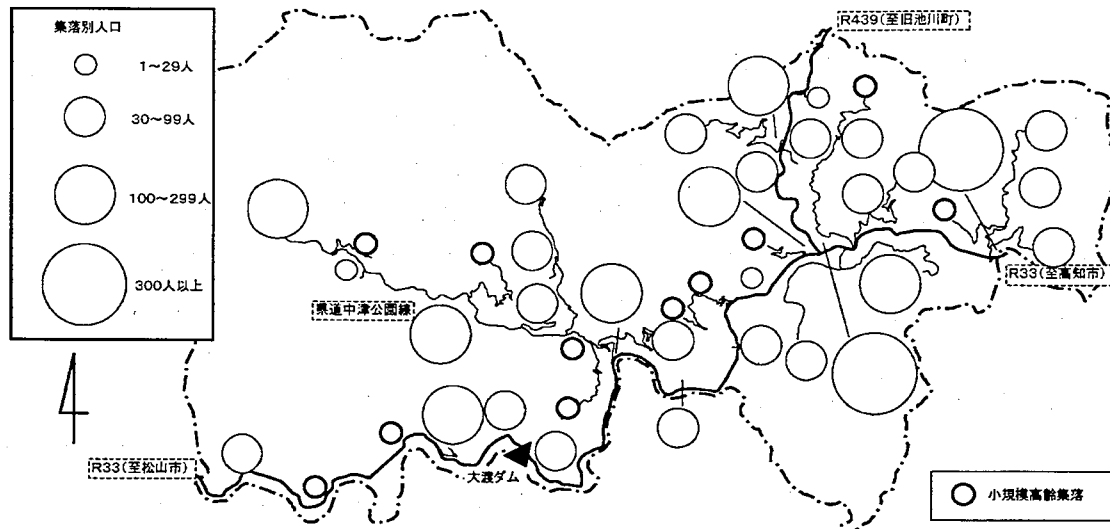 集落別人口
1～29人
30～99人
100～299人
300人以上
R439(至旧池川町)
R33(至高知市)
県道中津公園線
R33(至松山市)
大渡ダム
小規模高齢集落